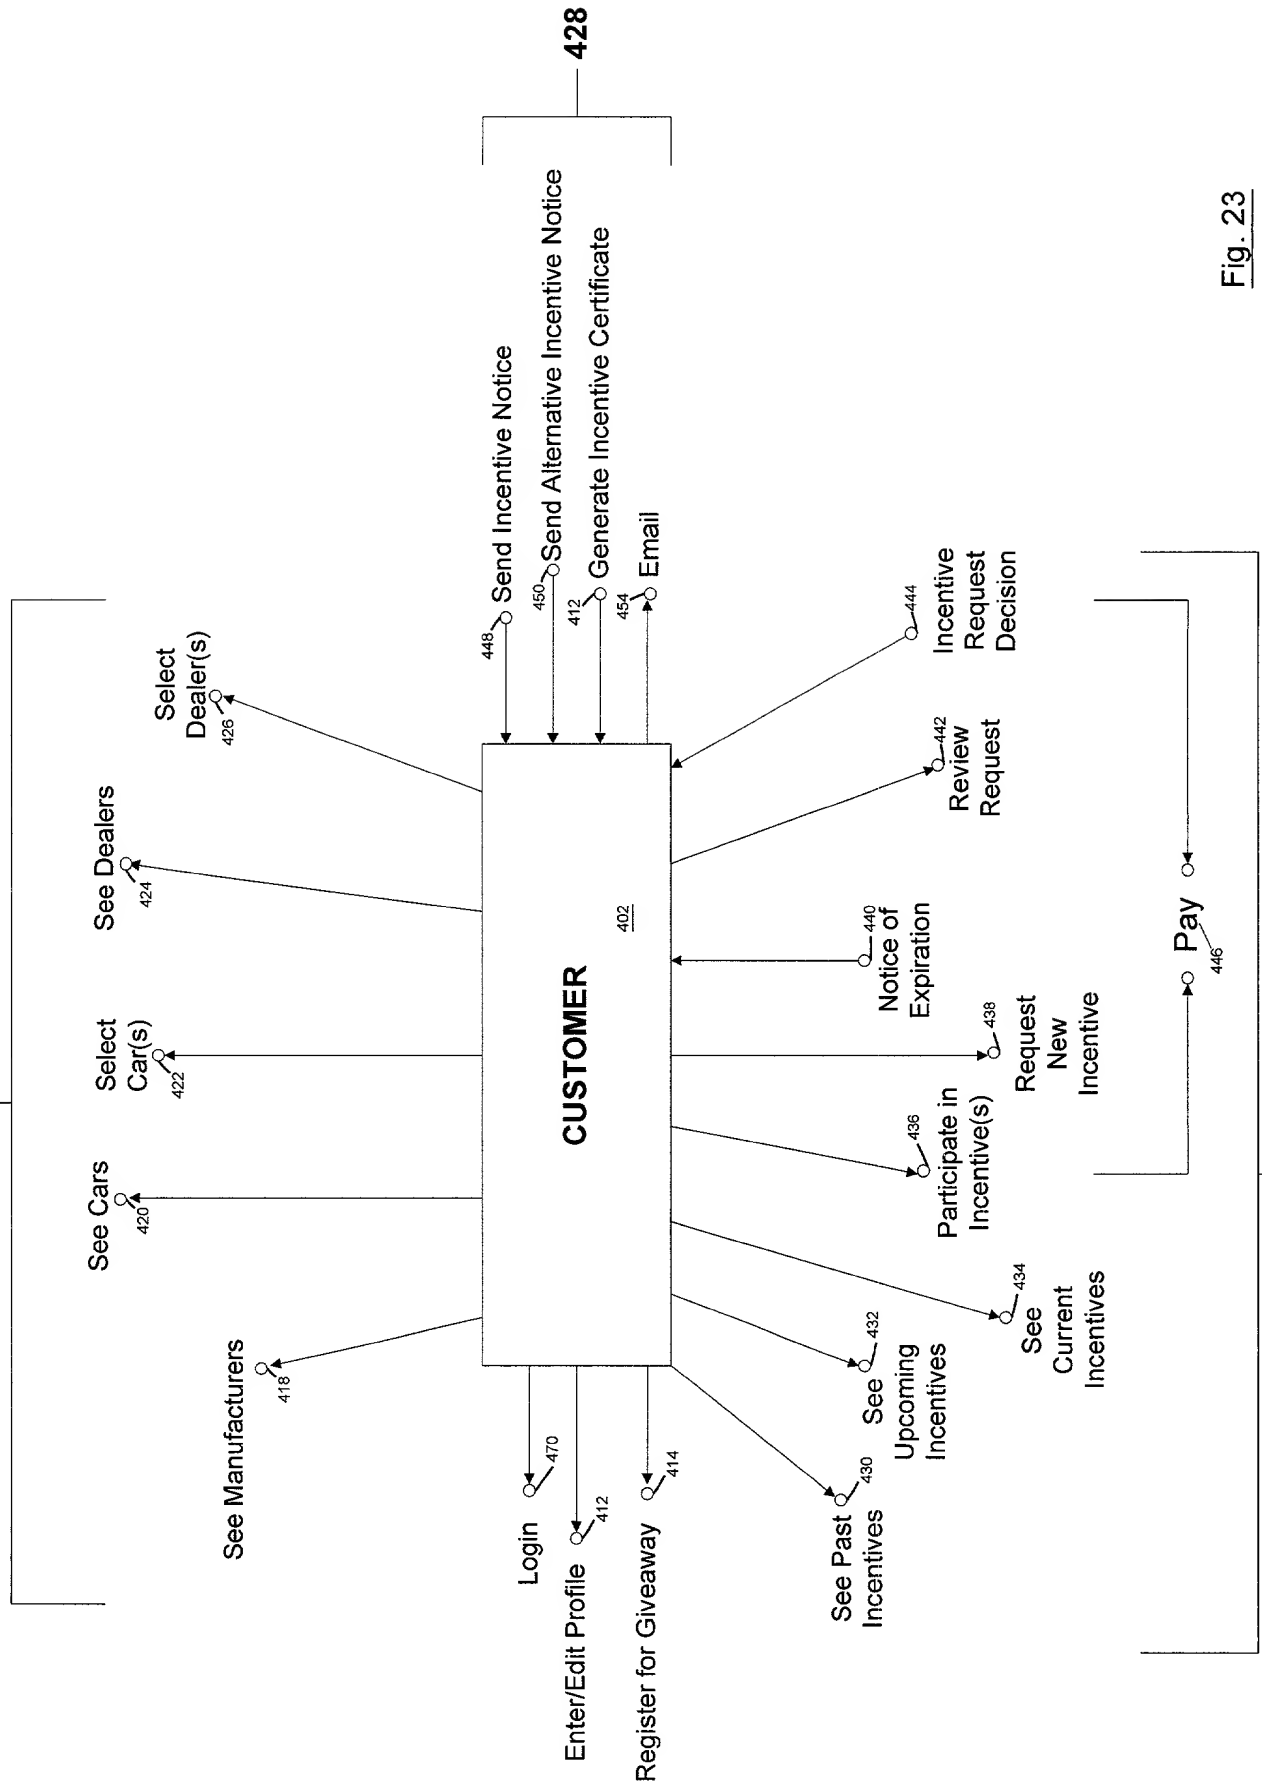 See Manufacturers
418
See Cars
420
Select
Car(s)
422
See Dealers
424
Select
Dealer(s)
426
Login
470
Enter/Edit Profile
412
Register for Giveaway
414
CUSTOMER
402
448
Send Incentive Notice
450
Send Alternative Incentive Notice
412
Generate Incentive Certificate
454
Email
428
See Past
Incentives
430
See
Upcoming
Incentives
432
See
Current
Incentives
434
Participate in
Incentive(s)
436
Request
New
Incentive
438
Notice of
Expiration
440
Review
Request
442
Incentive
Request
Decision
444
Pay
446
Fig. 23